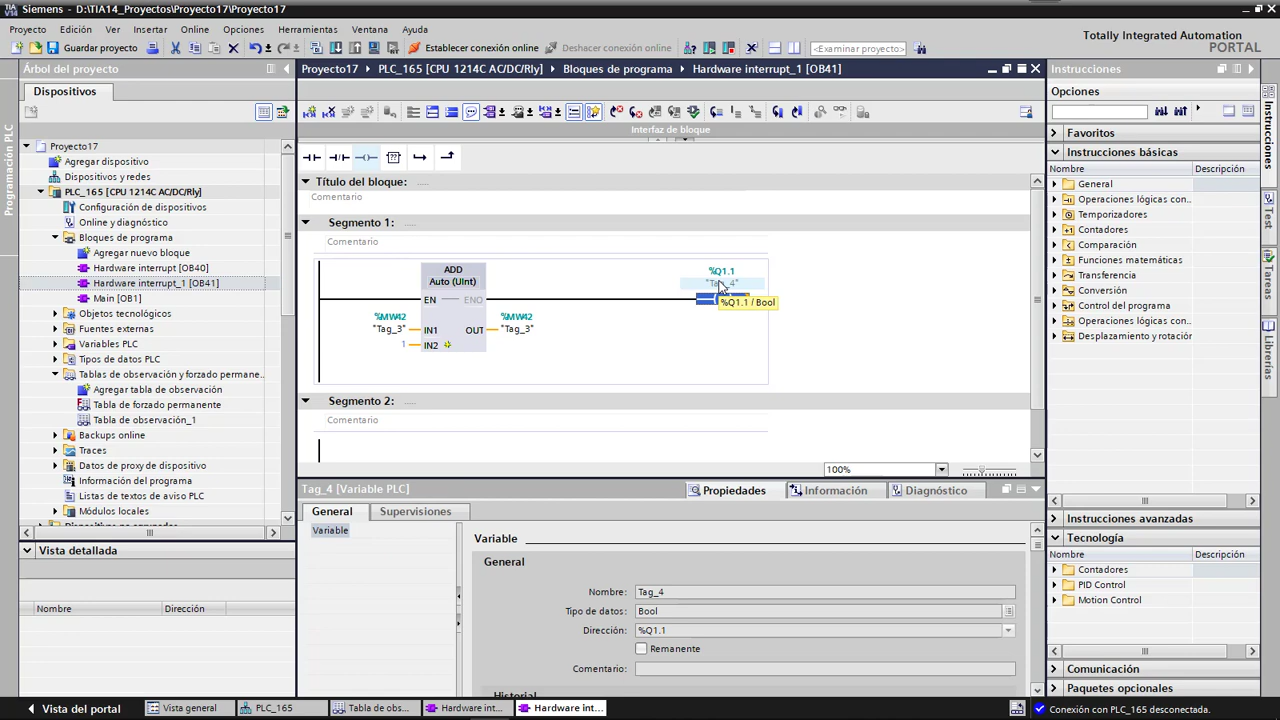 Siemens - D:\TIA14_Proyectos\Proyecto17\Proyecto17
Proyecto Edición Ver Insertar Online Opciones Herramientas Ventana Ayuda
Totally Integrated Automation
PORTAL
Guardar proyecto
Establecer conexión online
Deshacer conexión online
<Examinar proyecto>
Árbol del proyecto
Proyecto17 ▸ PLC_165 [CPU 1214C AC/DC/Rly] ▸ Bloques de programa ▸ Hardware interrupt_1 [OB41]
Instrucciones
Dispositivos
Opciones
Programación PLC
Interfaz de bloque
Proyecto17
Agregar dispositivo
Dispositivos y redes
PLC_165 [CPU 1214C AC/DC/Rly]
Configuración de dispositivos
Online y diagnóstico
Bloques de programa
Agregar nuevo bloque
Hardware interrupt [OB40]
Hardware interrupt_1 [OB41]
Main [OB1]
Objetos tecnológicos
Fuentes externas
Variables PLC
Tipos de datos PLC
Tablas de observación y forzado permane...
Agregar tabla de observación
Tabla de forzado permanente
Tabla de observación_1
Backups online
Traces
Datos de proxy de dispositivo
Información del programa
Listas de textos de aviso PLC
Módulos locales
Vista detallada
Nombre Dirección
Título del bloque: .....
Comentario
Segmento 1: .....
Comentario
ADD
Auto (UInt)
EN ENO
%MW42
"Tag_3"
IN1
1
IN2
OUT
%MW42
"Tag_3"
%Q1.1
%Q1.1 / Bool
Segmento 2: .....
Comentario
100%
Tag_4 [Variable PLC]
Propiedades
Información
Diagnóstico
General
Supervisiones
Variable
Variable
General
Nombre: Tag_4
Tipo de datos: Bool
Dirección: %Q1.1
Remanente
Comentario:
Historial
Favoritos
Instrucciones básicas
Nombre Descripción
General
Operaciones lógicas con...
Temporizadores
Contadores
Comparación
Funciones matemáticas
Transferencia
Conversión
Control del programa
Operaciones lógicas con...
Desplazamiento y rotación
Instrucciones avanzadas
Tecnología
Nombre Descripción
Contadores
PID Control
Motion Control
Comunicación
Paquetes opcionales
Instrucciones
Test
Tareas
Librerías
Vista del portal
Vista general
PLC_165
Tabla de obs...
Hardware int...
Hardware int...
Conexión con PLC_165 desconectada.